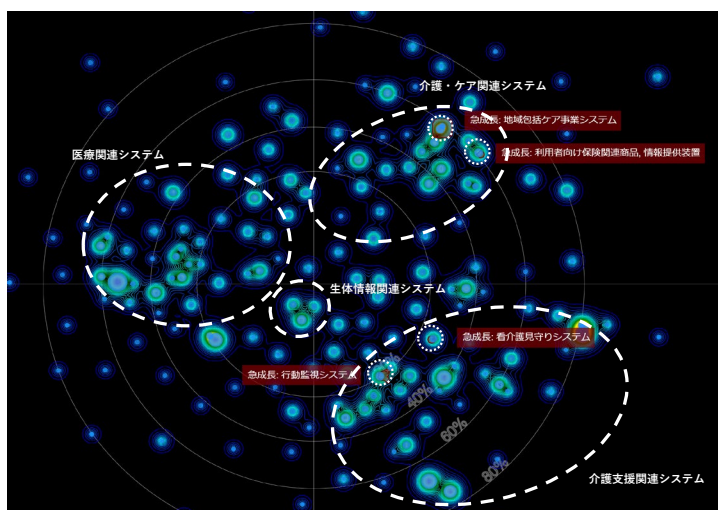 介護・ケア関連システム
急成長: 地域包括ケア事業システム
医療関連システム
急成長: 利用者向け保険関連商品, 情報提供装置
生体情報関連システム
急成長: 看介護見守りシステム
急成長: 行動監視システム
40%
60%
80%
介護支援関連システム